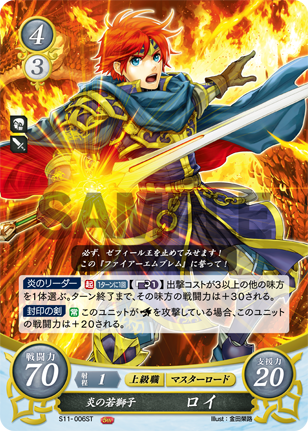 4
3
SAMPLE
必ず、ゼフィール王を止めてみせます!
この『ファイアーエムブレム』に誓って!
炎のリーダー 起 1ターンに1回 【】出撃コストが3以上の他の味方
を1体選ぶ。ターン終了まで、その味方の戦闘力は+30される。
封印の剣 常 このユニットが を攻撃している場合、このユニット
の戦闘力は+20される。
戦闘力
70
射程 1 上級職 マスターロード
支援力
20
炎の若獅子 ロイ
S11-006ST
Illust:金田榮路